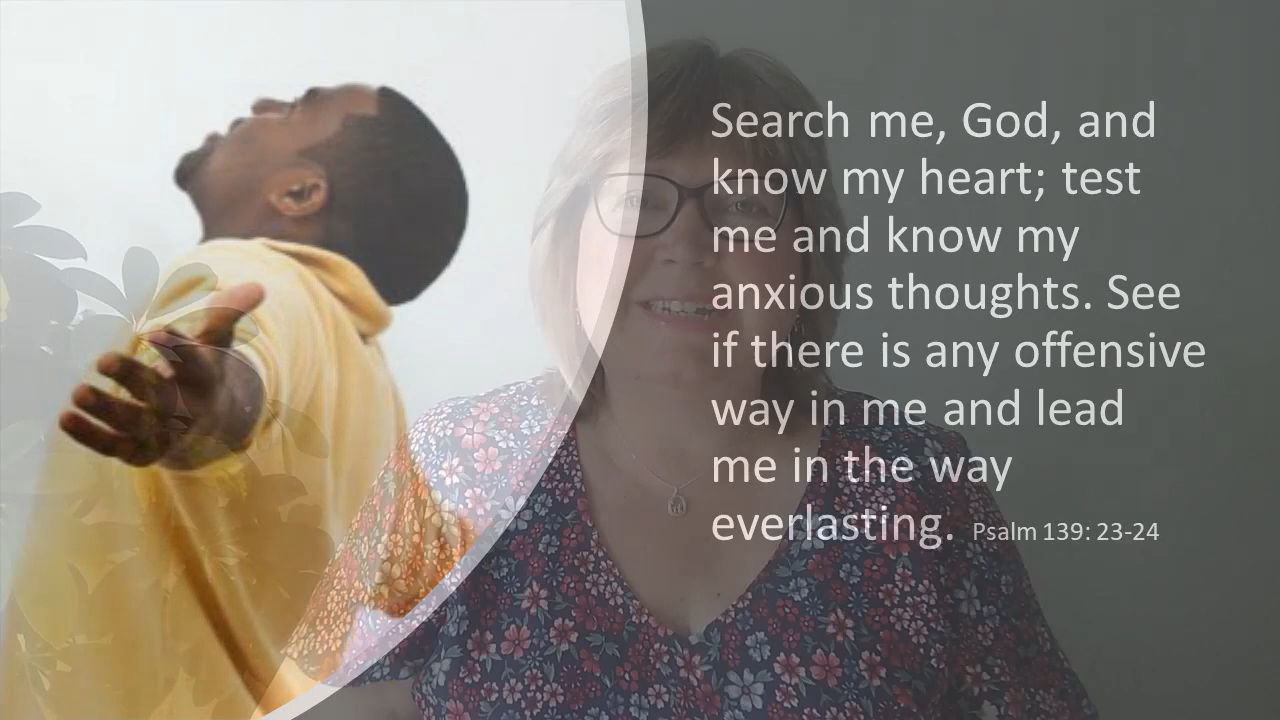 Search me, God, and
know my heart; test
me and know my
anxious thoughts. See
if there is any offensive
way in me and lead
me in the way
everlasting. Psalm 139: 23-24